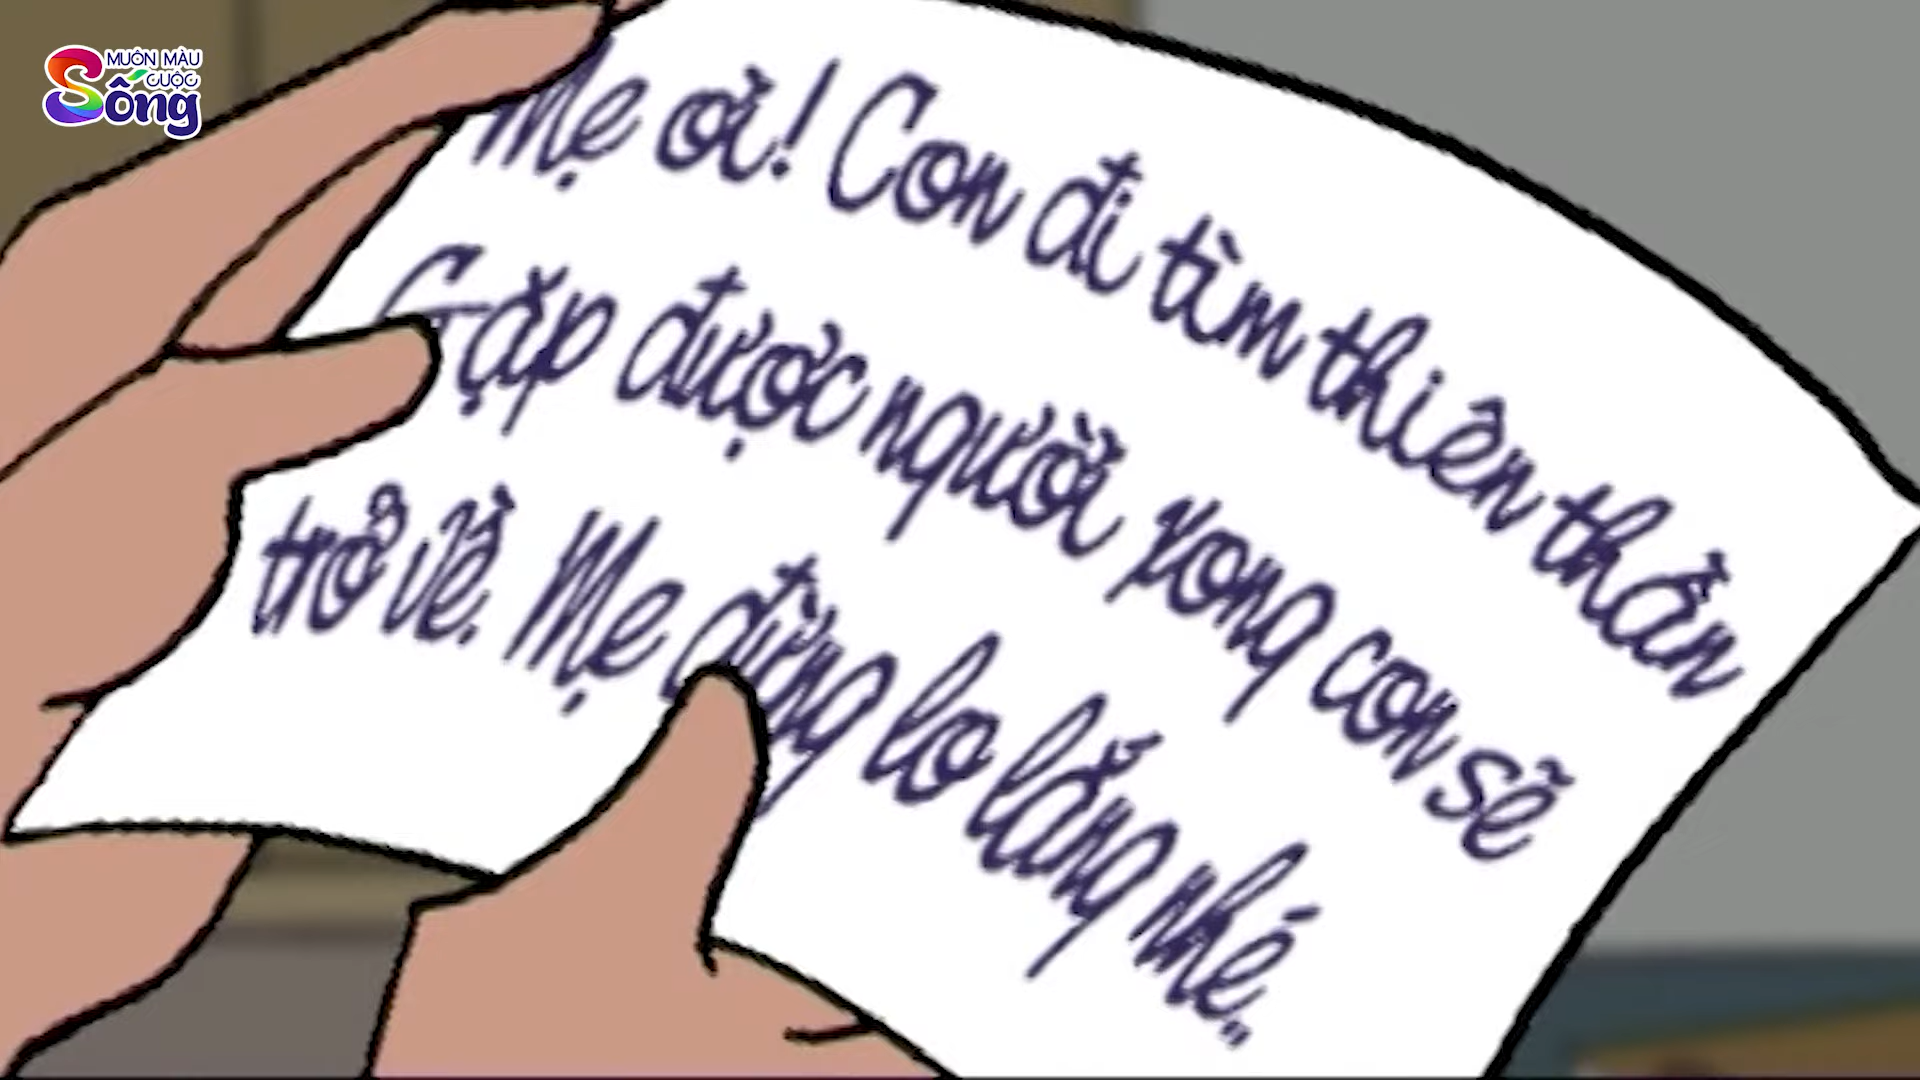 MUÔN MÀU
CUỘC
Sống
Mẹ ơi! Con đi tìm thiên thần
Gặp được người xong con sẽ
trở về. Mẹ đừng lo lắng nhé..